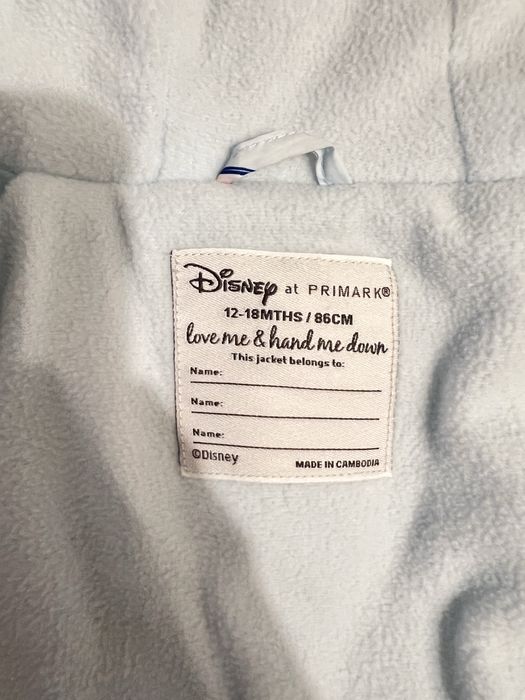 Disney at PRIMARK®
12-18MTHS / 86CM
love me & hand me down
This jacket belongs to:
Name:
Name:
Name:
©Disney MADE IN CAMBODIA